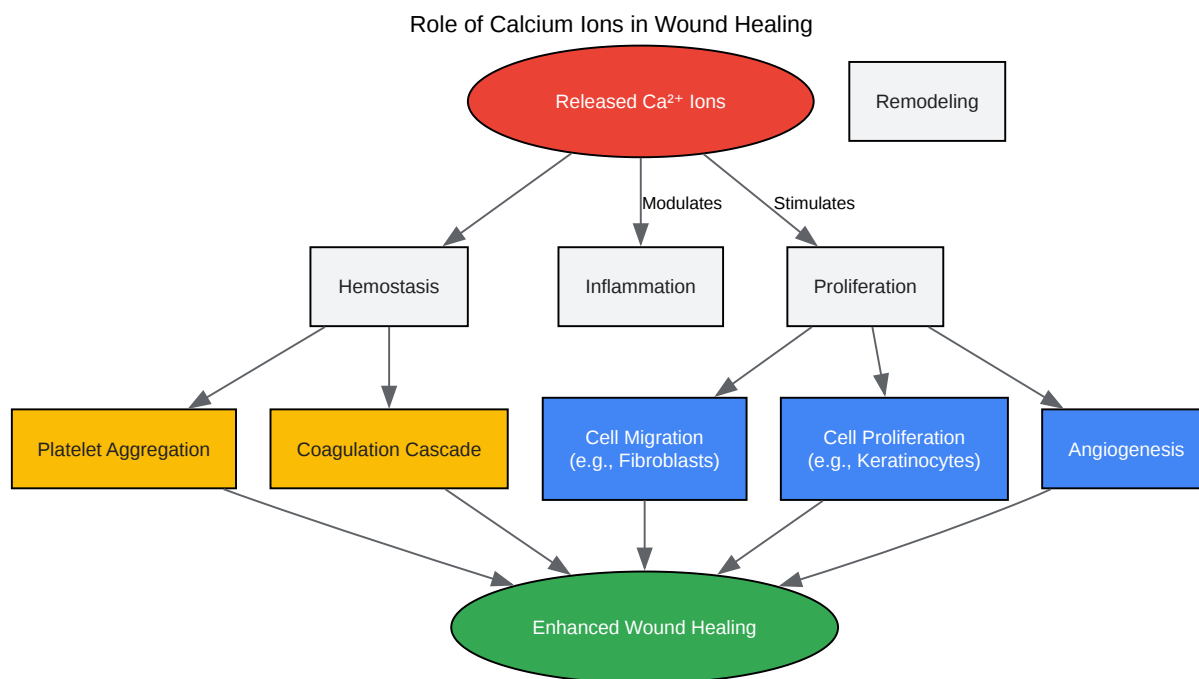 Role of Calcium Ions in Wound Healing
Released Ca²⁺ Ions
Remodeling
Modulates
Stimulates
Hemostasis
Inflammation
Proliferation
Platelet Aggregation
Coagulation Cascade
Cell Migration
(e.g., Fibroblasts)
Cell Proliferation
(e.g., Keratinocytes)
Angiogenesis
Enhanced Wound Healing